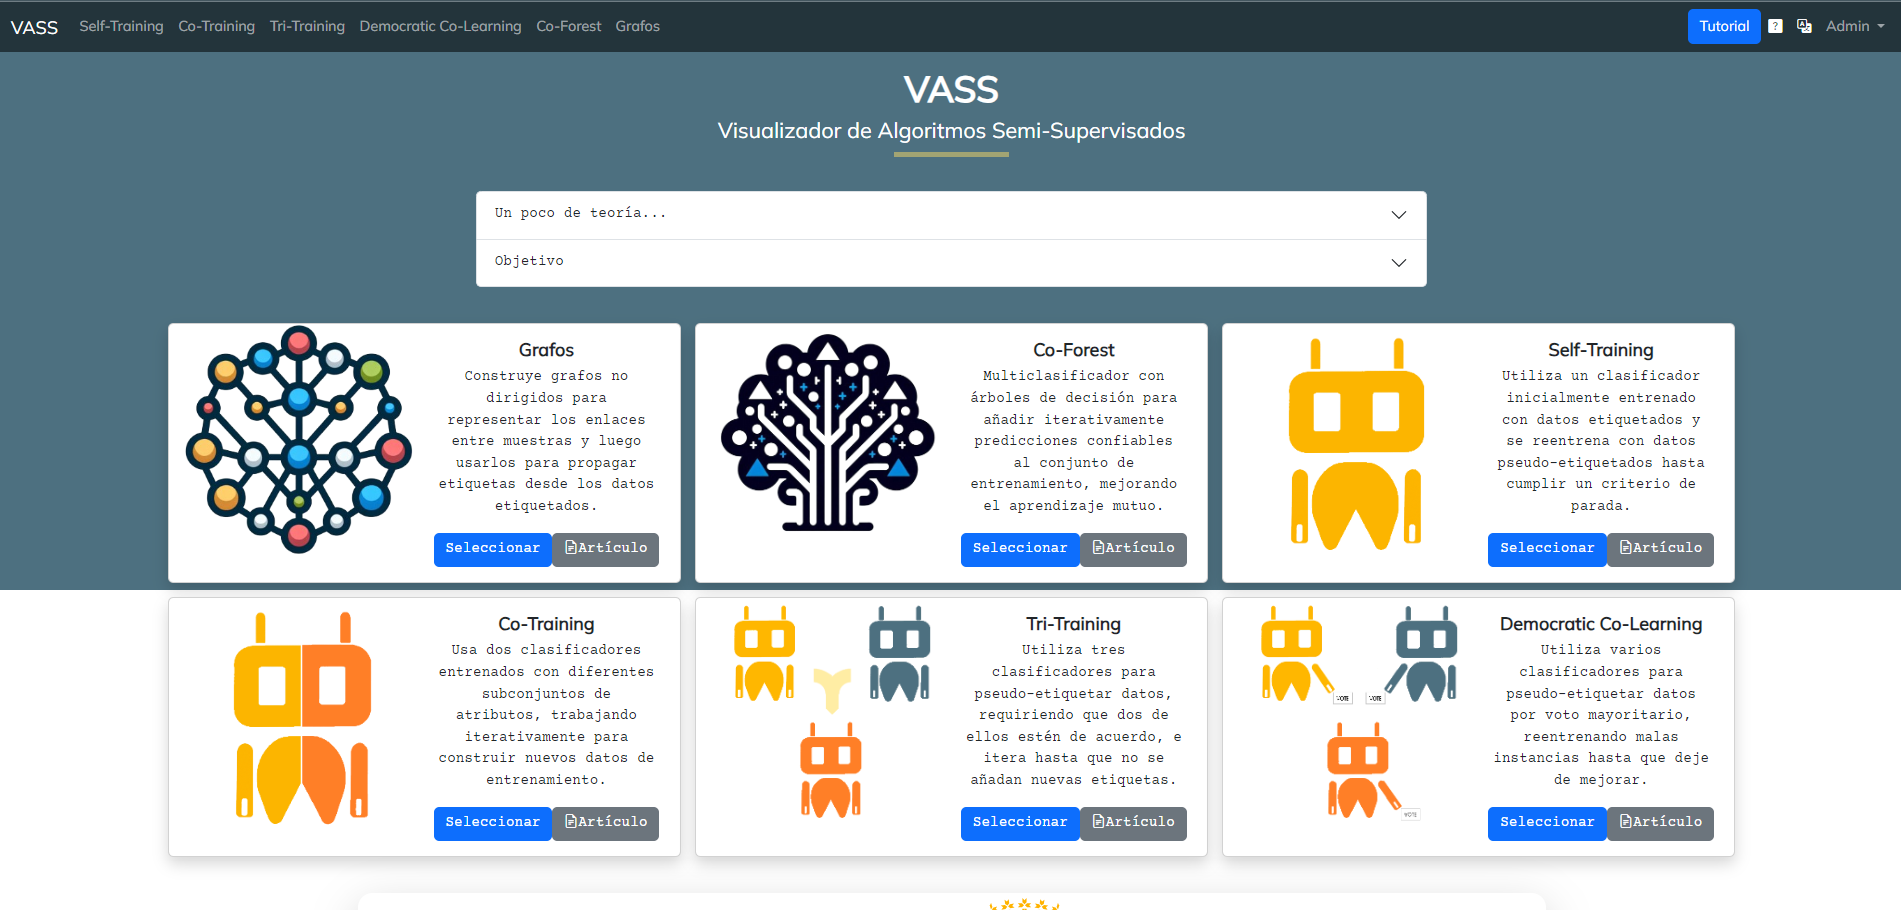 VASS Self-Training Co-Training Tri-Training Democratic Co-Learning Co-Forest Grafos Tutorial ? Admin
VASS
Visualizador de Algoritmos Semi-Supervisados
Un poco de teoría...
Objetivo
Grafos
Construye grafos no
dirigidos para
representar los enlaces
entre muestras y luego
usarlos para propagar
etiquetas desde los datos
etiquetados.
Seleccionar Artículo
Co-Forest
Multiclasificador con
árboles de decisión para
añadir iterativamente
predicciones confiables
al conjunto de
entrenamiento, mejorando
el aprendizaje mutuo.
Seleccionar Artículo
Self-Training
Utiliza un clasificador
inicialmente entrenado
con datos etiquetados y
se reentrena con datos
pseudo-etiquetados hasta
cumplir un criterio de
parada.
Seleccionar Artículo
Co-Training
Usa dos clasificadores
entrenados con diferentes
subconjuntos de
atributos, trabajando
iterativamente para
construir nuevos datos de
entrenamiento.
Seleccionar Artículo
Tri-Training
Utiliza tres
clasificadores para
pseudo-etiquetar datos,
requiriendo que dos de
ellos estén de acuerdo, e
itera hasta que no se
añadan nuevas etiquetas.
Seleccionar Artículo
VOTE VOTE
VOTE
Democratic Co-Learning
Utiliza varios
clasificadores para
pseudo-etiquetar datos
por voto mayoritario,
reentrenando malas
instancias hasta que deje
de mejorar.
Seleccionar Artículo